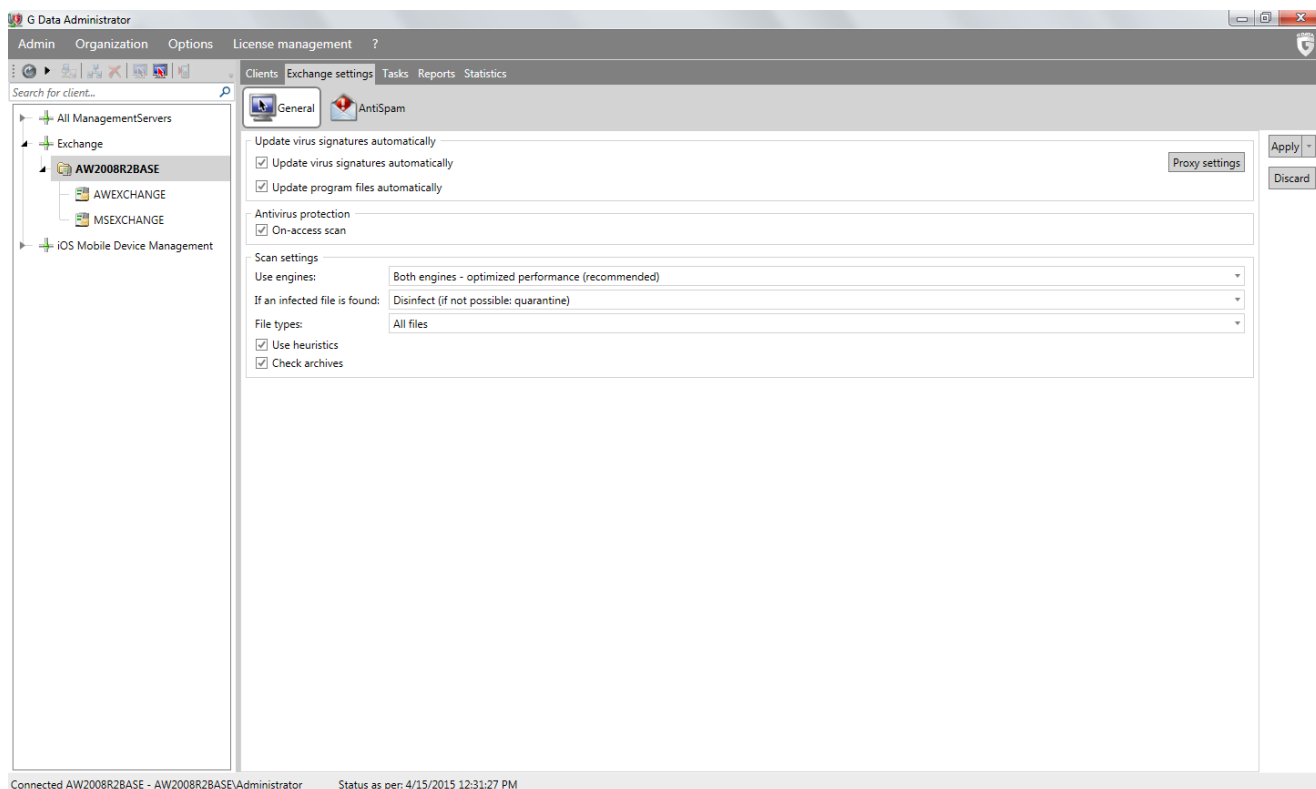 G Data Administrator
Admin Organization Options License management ?
Search for client...
All ManagementServers
Exchange
AW2008R2BASE
AWEXCHANGE
MSEXCHANGE
iOS Mobile Device Management
Clients Exchange settings Tasks Reports Statistics
General AntiSpam
Update virus signatures automatically
Update virus signatures automatically
Proxy settings
Update program files automatically
Antivirus protection
On-access scan
Scan settings
Use engines: Both engines - optimized performance (recommended)
If an infected file is found: Disinfect (if not possible: quarantine)
File types: All files
Use heuristics
Check archives
Apply
Discard
Connected AW2008R2BASE - AW2008R2BASE\Administrator Status as per: 4/15/2015 12:31:27 PM